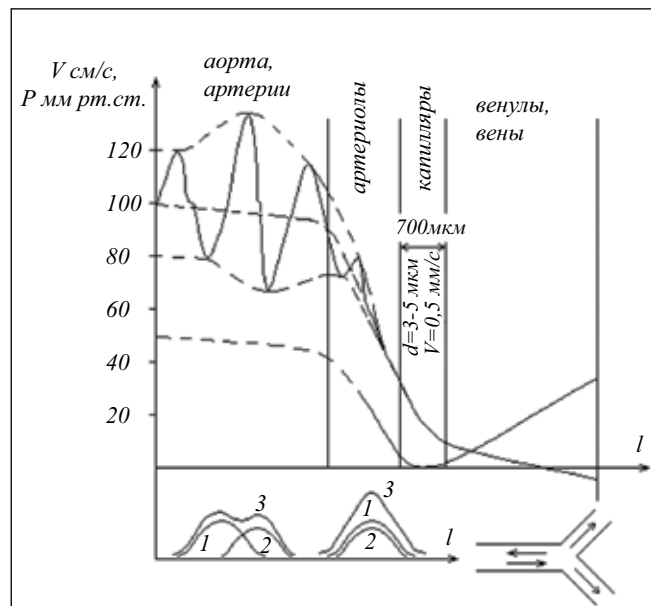 V см/с,
P мм рт.ст.
аорта,
артерии
артериолы
капилляры
венулы,
вены
120
100
80
60
40
20
700мкм
d=3-5 мкм
V=0,5 мм/с
l
1
2
3
3
1
2
l